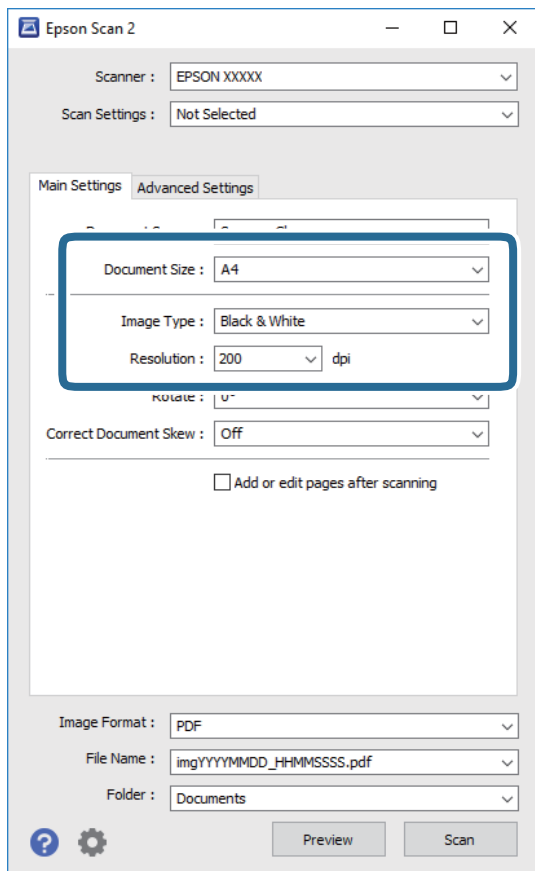 Epson Scan 2
Scanner : EPSON XXXXX
Scan Settings : Not Selected
Main Settings Advanced Settings
Document Size : A4
Image Type : Black & White
Resolution : 200 dpi
Rotate : 0°
Correct Document Skew : Off
Add or edit pages after scanning
Image Format : PDF
File Name : imgYYYYMMDD_HHMMSSSS.pdf
Folder : Documents
?
Preview Scan